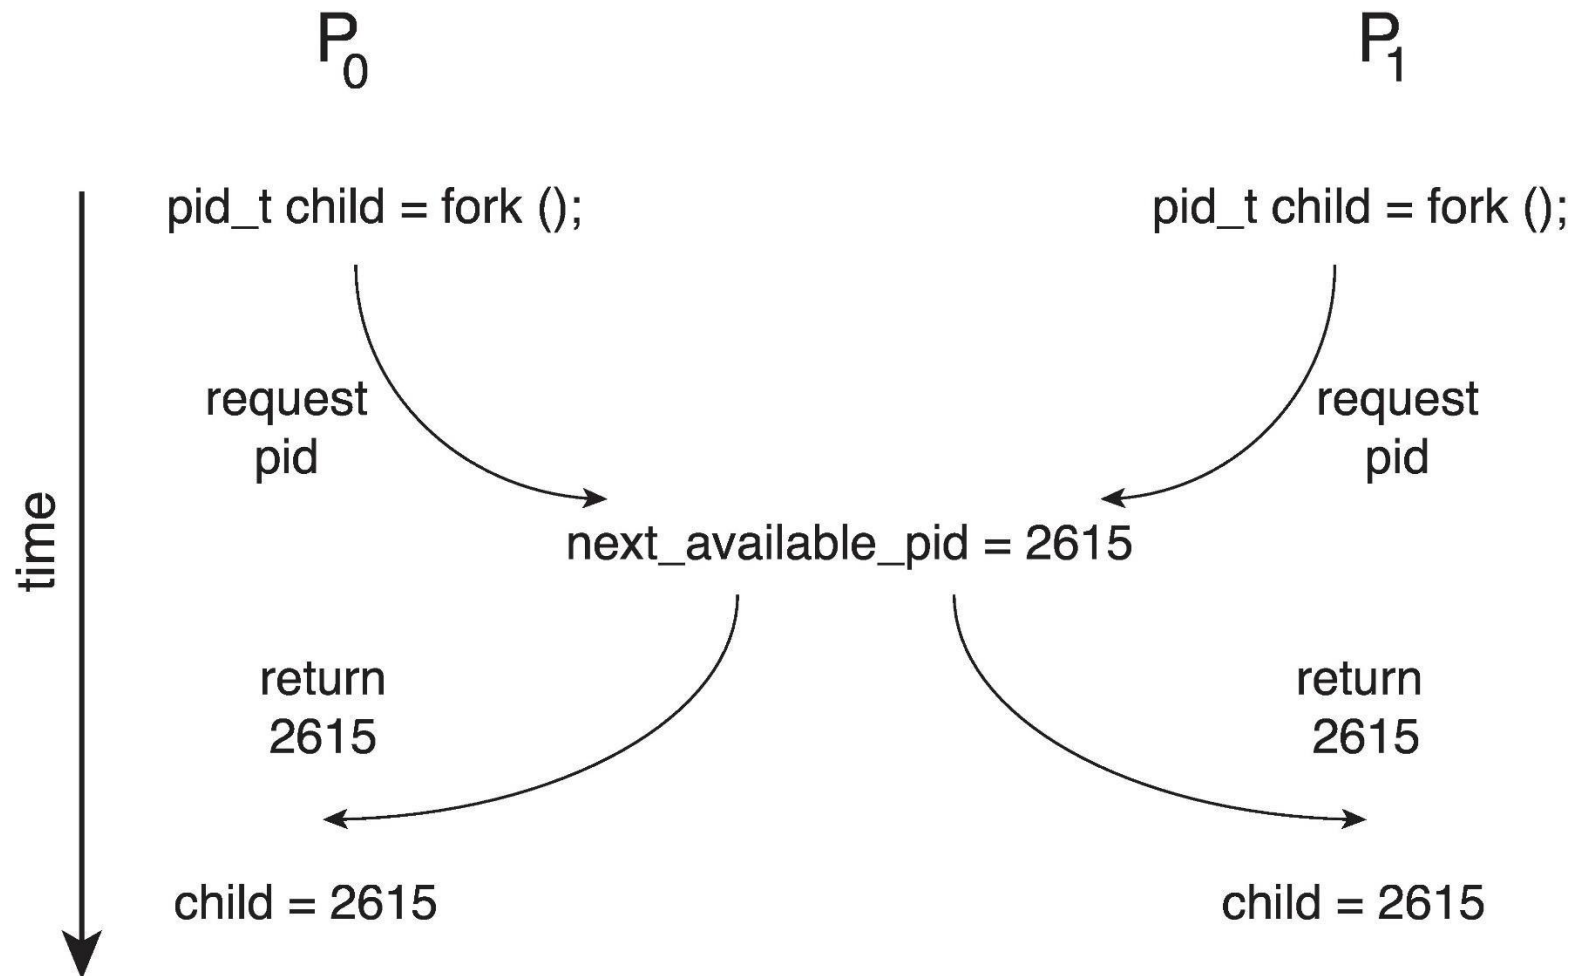 P0
P1
pid_t child = fork ();
pid_t child = fork ();
request
pid
request
pid
time
next_available_pid = 2615
return
2615
return
2615
child = 2615
child = 2615